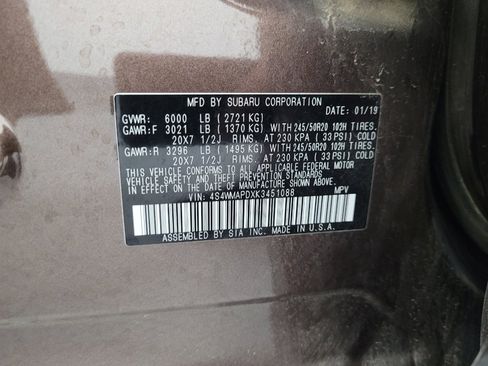 MFD BY SUBARU CORPORATION
DATE: 01/19
GVWR: 6000 LB (2721 KG)
GAWR:F 3021 LB (1370 KG) WITH 245/50R20 102H TIRES.
20X7 1/2J RIMS. AT 230 KPA (33 PSI) COLD
GAWR:R 3296 LB (1495 KG) WITH 245/50R20 102H TIRES.
20X7 1/2J RIMS. AT 230 KPA (33 PSI) COLD
THIS VEHICLE CONFORMS TO ALL APPLICABLE FEDERAL MOTOR
VEHICLE SAFETY, BUMPER, AND THEFT PREVENTION STANDARDS
IN EFFECT ON THE DATE OF MANUFACTURE SHOWN ABOVE.
VIN: 4S4WMAPDXK3451088 MPV
ASSEMBLED BY SIA INC. MADE IN U.S.A.